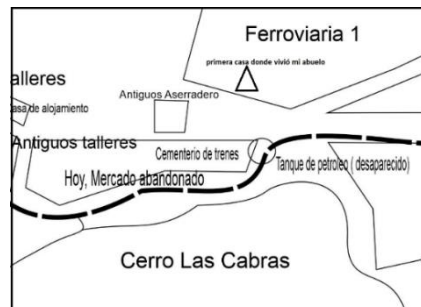 Ferroviaria 1
primera casa donde vivió mi abuelo
alleres
asa de alojamiento
Antiguos Aserradero
Antiguos talleres
Cementerio de trenes
Tanque de petroleo ( desaparecido)
Hoy, Mercado abandonado
Cerro Las Cabras